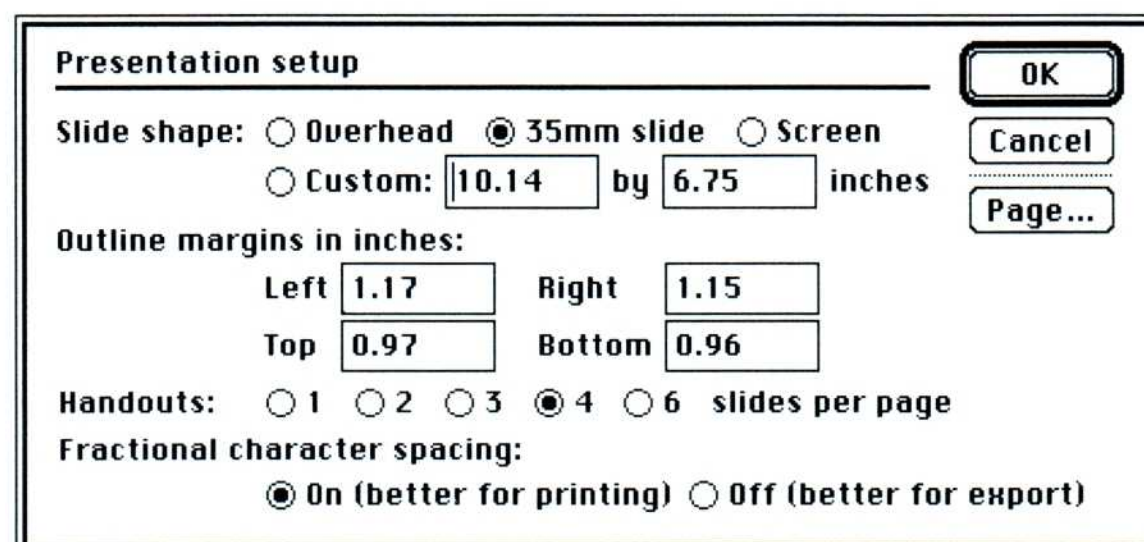 Presentation setup
OK
Slide shape: Overhead 35mm slide Screen
Cancel
Custom: 10.14 by 6.75 inches
Page...
Outline margins in inches:
Left 1.17 Right 1.15
Top 0.97 Bottom 0.96
Handouts: 1 2 3 4 6 slides per page
Fractional character spacing:
On (better for printing) Off (better for export)